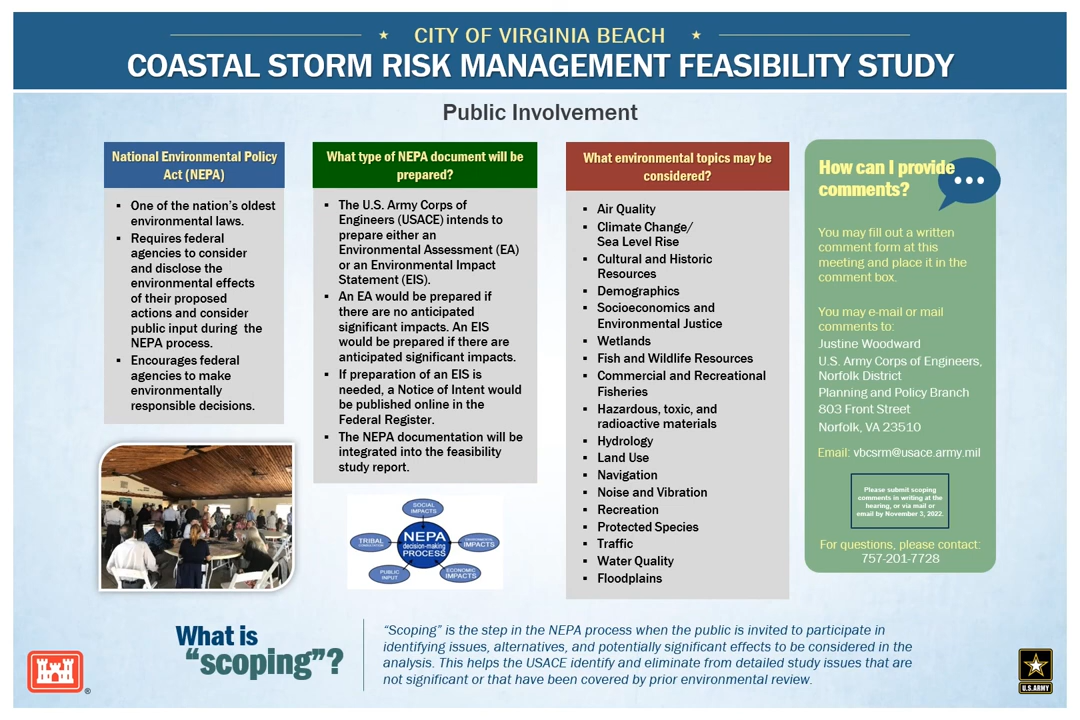 CITY OF VIRGINIA BEACH
COASTAL STORM RISK MANAGEMENT FEASIBILITY STUDY
Public Involvement
National Environmental Policy
Act (NEPA)
▪ One of the nation's oldest
environmental laws.
▪ Requires federal
agencies to consider
and disclose the
environmental effects
of their proposed
actions and consider
public input during the
NEPA process.
▪ Encourages federal
agencies to make
environmentally
responsible decisions.
What type of NEPA document will be
prepared?
▪ The U.S. Army Corps of
Engineers (USACE) intends to
prepare either an
Environmental Assessment (EA)
or an Environmental Impact
Statement (EIS).
▪ An EA would be prepared if
there are no anticipated
significant impacts. An EIS
would be prepared if there are
anticipated significant impacts.
▪ If preparation of an EIS is
needed, a Notice of Intent would
be published online in the
Federal Register.
▪ The NEPA documentation will be
integrated into the feasibility
study report.
SOCIAL
IMPACTS
TRIBAL
CONSULTATION
NEPA
decision-making
PROCESS
ENVIRONMENTAL
IMPACTS
PUBLIC
INPUT
ECONOMIC
IMPACTS
What environmental topics may be
considered?
▪ Air Quality
▪ Climate Change/
Sea Level Rise
▪ Cultural and Historic
Resources
▪ Demographics
▪ Socioeconomics and
Environmental Justice
▪ Wetlands
▪ Fish and Wildlife Resources
▪ Commercial and Recreational
Fisheries
▪ Hazardous, toxic, and
radioactive materials
▪ Hydrology
▪ Land Use
▪ Navigation
▪ Noise and Vibration
▪ Recreation
▪ Protected Species
▪ Traffic
▪ Water Quality
▪ Floodplains
How can I provide
comments?
You may fill out a written
comment form at this
meeting and place it in the
comment box.
You may e-mail or mail
comments to:
Justine Woodward
U.S. Army Corps of Engineers,
Norfolk District
Planning and Policy Branch
803 Front Street
Norfolk, VA 23510
Email: vbcsrm@usace.army.mil
Please submit scoping
comments in writing at the
hearing, or via mail or
email by November 3, 2022.
For questions, please contact:
757-201-7728
What is
"scoping"?
"Scoping" is the step in the NEPA process when the public is invited to participate in
identifying issues, alternatives, and potentially significant effects to be considered in the
analysis. This helps the USACE identify and eliminate from detailed study issues that are
not significant or that have been covered by prior environmental review.
®
U.S. ARMY